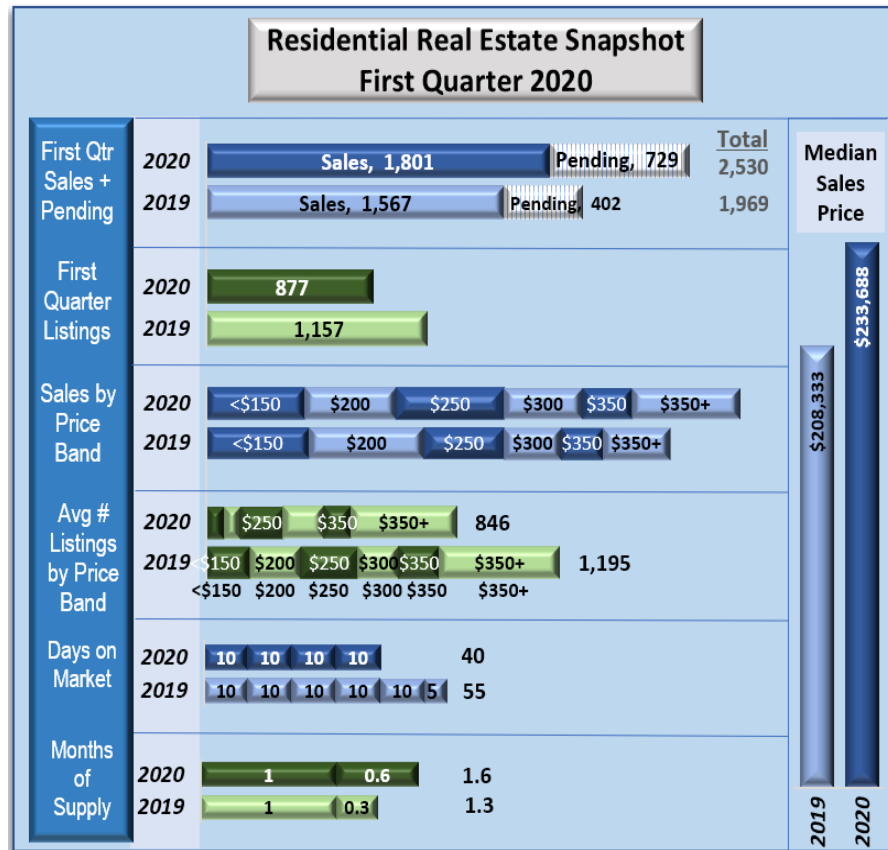 Residential Real Estate Snapshot
First Quarter 2020
First Qtr
Sales +
Pending
2020
Sales, 1,801
Pending, 729
Total
2,530
2019
Sales, 1,567
Pending, 402
1,969
First
Quarter
Listings
2020
877
2019
1,157
Sales by
Price
Band
2020
<$150 $200 $250 $300 $350 $350+
2019
<$150 $200 $250 $300 $350 $350+
Avg #
Listings
by Price
Band
2020
$250 $350 $350+ 846
2019
<$150 $200 $250 $300 $350 $350+ 1,195
<$150 $200 $250 $300 $350 $350+
Days on
Market
2020
10 10 10 10 40
2019
10 10 10 10 10 5 55
Months
of
Supply
2020
1 0.6 1.6
2019
1 0.3 1.3
Median
Sales
Price
$208,333
$233,688
2019
2020